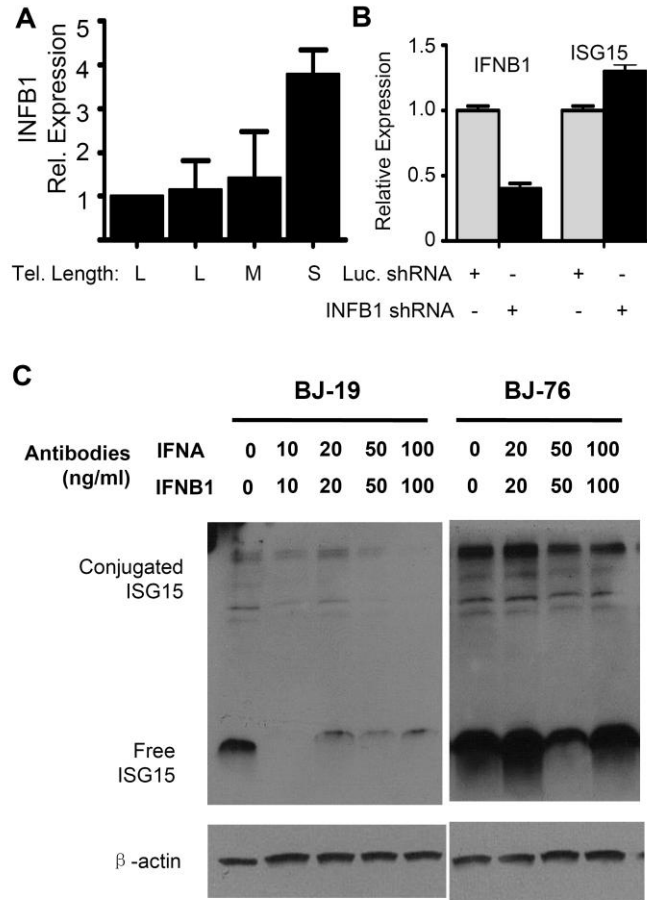 A
INFB1
Rel. Expression
5
4
3
2
1
Tel. Length: L L M S
B
Relative Expression
1.0
0.5
0
IFNB1
ISG15
Luc. shRNA + - + -
INFB1 shRNA - + - +
C
BJ-19 BJ-76
Antibodies
(ng/ml)
IFNA 0 10 20 50 100 0 20 50 100
IFNB1 0 10 20 50 100 0 20 50 100
Conjugated
ISG15
Free
ISG15
β-actin